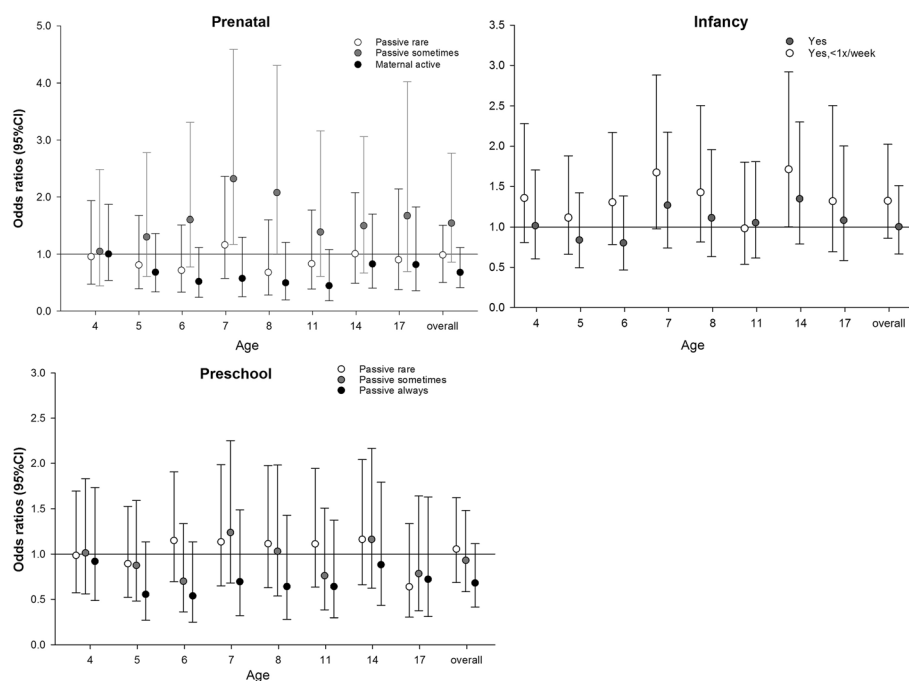 Prenatal
Passive rare
Passive sometimes
Maternal active
Odds ratios (95%CI)
5.0
4.0
3.0
2.0
1.0
0.0
4 5 6 7 8 11 14 17 overall
Age
Infancy
Yes
Yes,<1x/week
3.5
3.0
2.5
2.0
1.5
1.0
0.5
0.0
4 5 6 7 8 11 14 17 overall
Age
Preschool
Passive rare
Passive sometimes
Passive always
Odds ratios (95%CI)
3.0
2.5
2.0
1.5
1.0
0.5
0.0
4 5 6 7 8 11 14 17 overall
Age